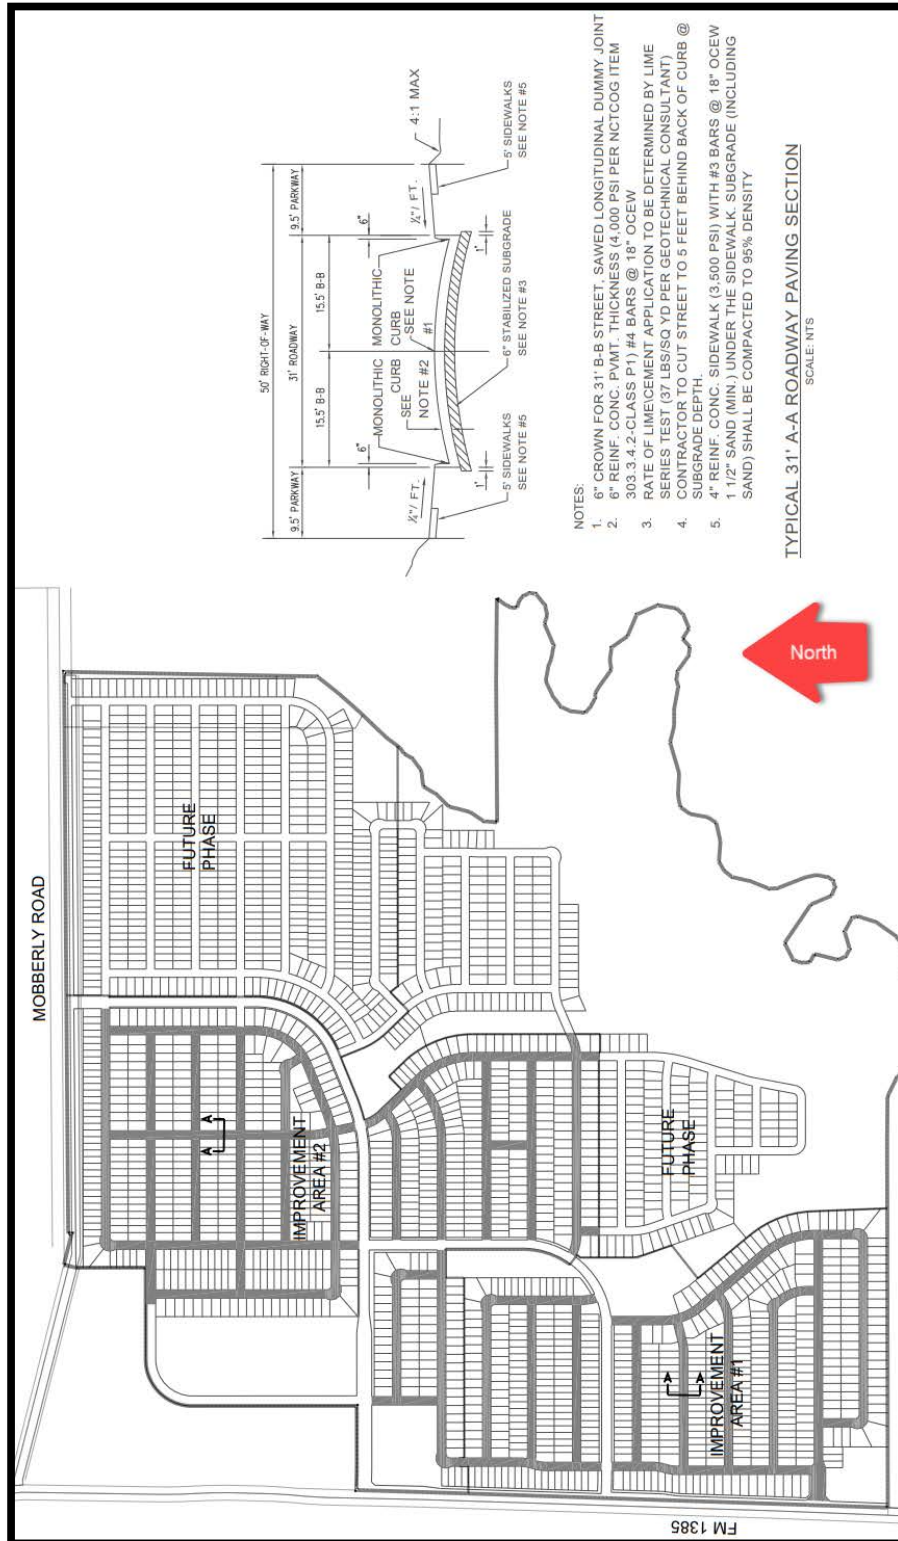 50' RIGHT-OF-WAY
9.5' PARKWAY
31' ROADWAY
9.5' PARKWAY
15.5' B-B
15.5' B-B
6"
6"
MONOLITHIC
CURB
SEE
NOTE #2
MONOLITHIC
CURB
SEE NOTE
#1
¼"/ FT.
¼"/ FT.
4:1 MAX
1'
1'
5' SIDEWALKS
SEE NOTE #5
6" STABILIZED SUBGRADE
SEE NOTE #3
5' SIDEWALKS
SEE NOTE #5
NOTES:
1. 6" CROWN FOR 31' B-B STREET, SAWED LONGITUDINAL DUMMY JOINT
2. 6" REINF. CONC. PVMT. THICKNESS (4,000 PSI PER NCTCOG ITEM
303.3.4.2-CLASS P1) #4 BARS @ 18" OCEW
3. RATE OF LIME\CEMENT APPLICATION TO BE DETERMINED BY LIME
SERIES TEST (37 LBS/SQ YD PER GEOTECHNICAL CONSULTANT)
4. CONTRACTOR TO CUT STREET TO 5 FEET BEHIND BACK OF CURB @
SUBGRADE DEPTH.
5. 4" REINF. CONC. SIDEWALK (3,500 PSI) WITH #3 BARS @ 18" OCEW
1 1/2" SAND (MIN.) UNDER THE SIDEWALK. SUBGRADE (INCLUDING
SAND) SHALL BE COMPACTED TO 95% DENSITY
TYPICAL 31' A-A ROADWAY PAVING SECTION
SCALE: NTS
North
MOBBERLY ROAD
FUTURE
PHASE
A
A
IMPROVEMENT
AREA #2
FUTURE
PHASE
A
A
IMPROVEMENT
AREA #1
FM 1385